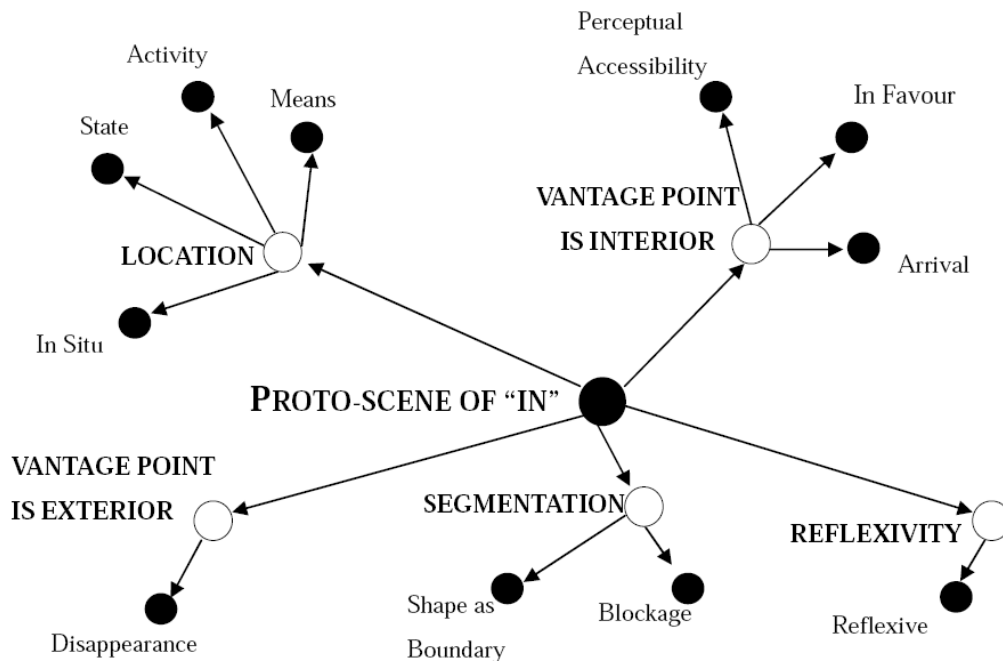 Activity
Means
State
LOCATION
In Situ
Perceptual
Accessibility
In Favour
VANTAGE POINT
IS INTERIOR
Arrival
PROTO-SCENE OF “IN”
VANTAGE POINT
IS EXTERIOR
Disappearance
SEGMENTATION
Shape as
Boundary
Blockage
REFLEXIVITY
Reflexive